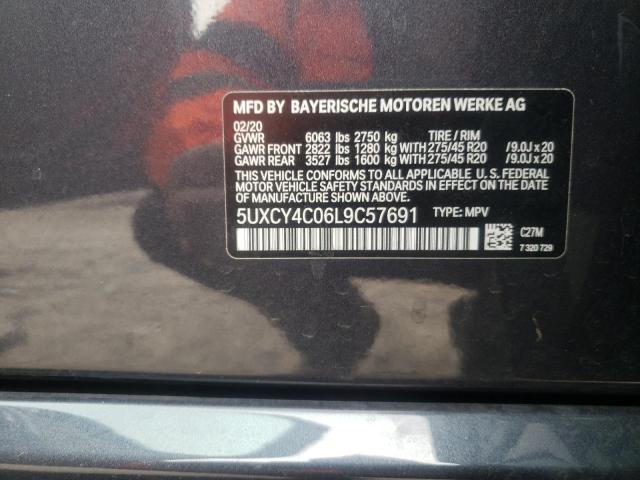 MFD BY BAYERISCHE MOTOREN WERKE AG
02/20
GVWR 6063 lbs 2750 kg TIRE / RIM
GAWR FRONT 2822 lbs 1280 kg WITH 275/45 R20 /9.0J x 20
GAWR REAR 3527 lbs 1600 kg WITH 275/45 R20 /9.0J x 20
THIS VEHICLE CONFORMS TO ALL APPLICABLE U. S. FEDERAL
MOTOR VEHICLE SAFETY STANDARDS IN EFFECT ON THE DATE
OF MANUFACTURE SHOWN ABOVE.
5UXCY4C06L9C57691 TYPE: MPV
C27M
7 320 729